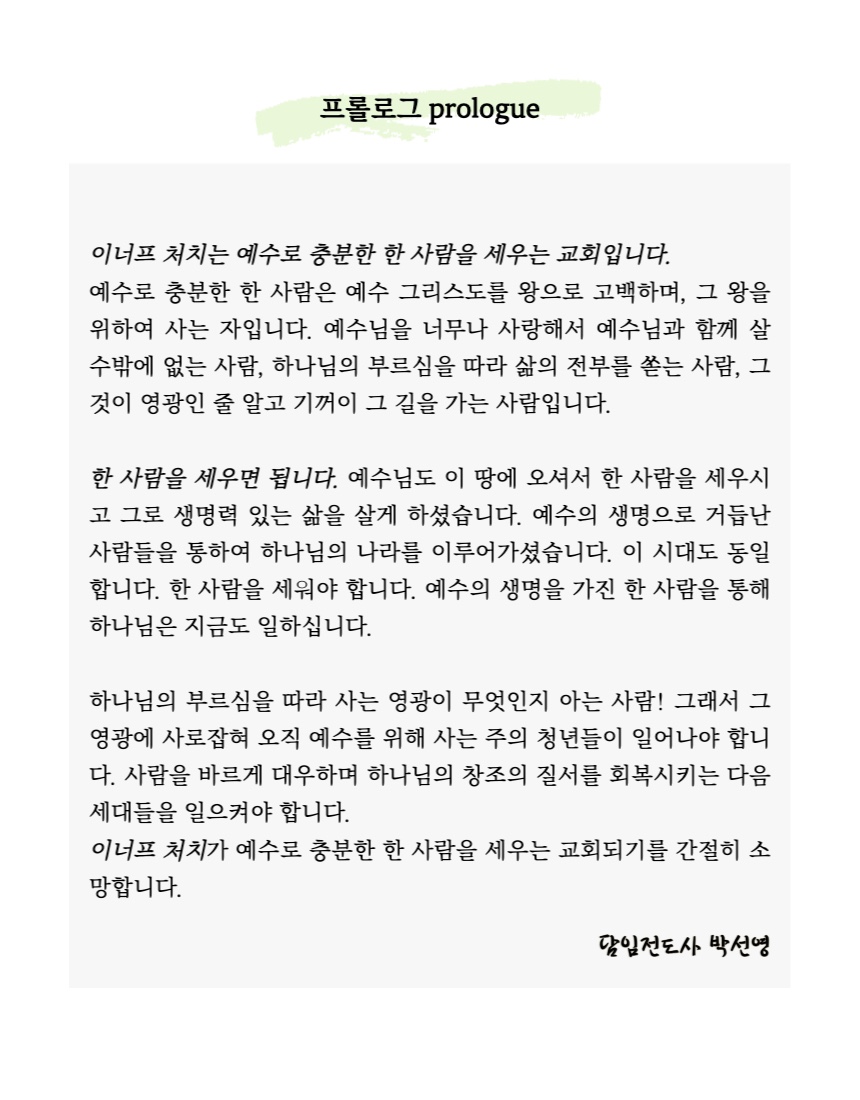 프롤로그 prologue
이너프 처치는 예수로 충분한 한 사람을 세우는 교회입니다.
예수로 충분한 한 사람은 예수 그리스도를 왕으로 고백하며, 그 왕을
위하여 사는 자입니다. 예수님을 너무나 사랑해서 예수님과 함께 살
수밖에 없는 사람, 하나님의 부르심을 따라 삶의 전부를 쏟는 사람, 그
것이 영광인 줄 알고 기꺼이 그 길을 가는 사람입니다.
한 사람을 세우면 됩니다. 예수님도 이 땅에 오셔서 한 사람을 세우시
고 그로 생명력 있는 삶을 살게 하셨습니다. 예수의 생명으로 거듭난
사람들을 통하여 하나님의 나라를 이루어가셨습니다. 이 시대도 동일
합니다. 한 사람을 세워야 합니다. 예수의 생명을 가진 한 사람을 통해
하나님은 지금도 일하십니다.
하나님의 부르심을 따라 사는 영광이 무엇인지 아는 사람! 그래서 그
영광에 사로잡혀 오직 예수를 위해 사는 주의 청년들이 일어나야 합니
다. 사람을 바르게 대우하며 하나님의 창조의 질서를 회복시키는 다음
세대들을 일으켜야 합니다.
이너프 처치가 예수로 충분한 한 사람을 세우는 교회되기를 간절히 소
망합니다.
담임전도사 박선영